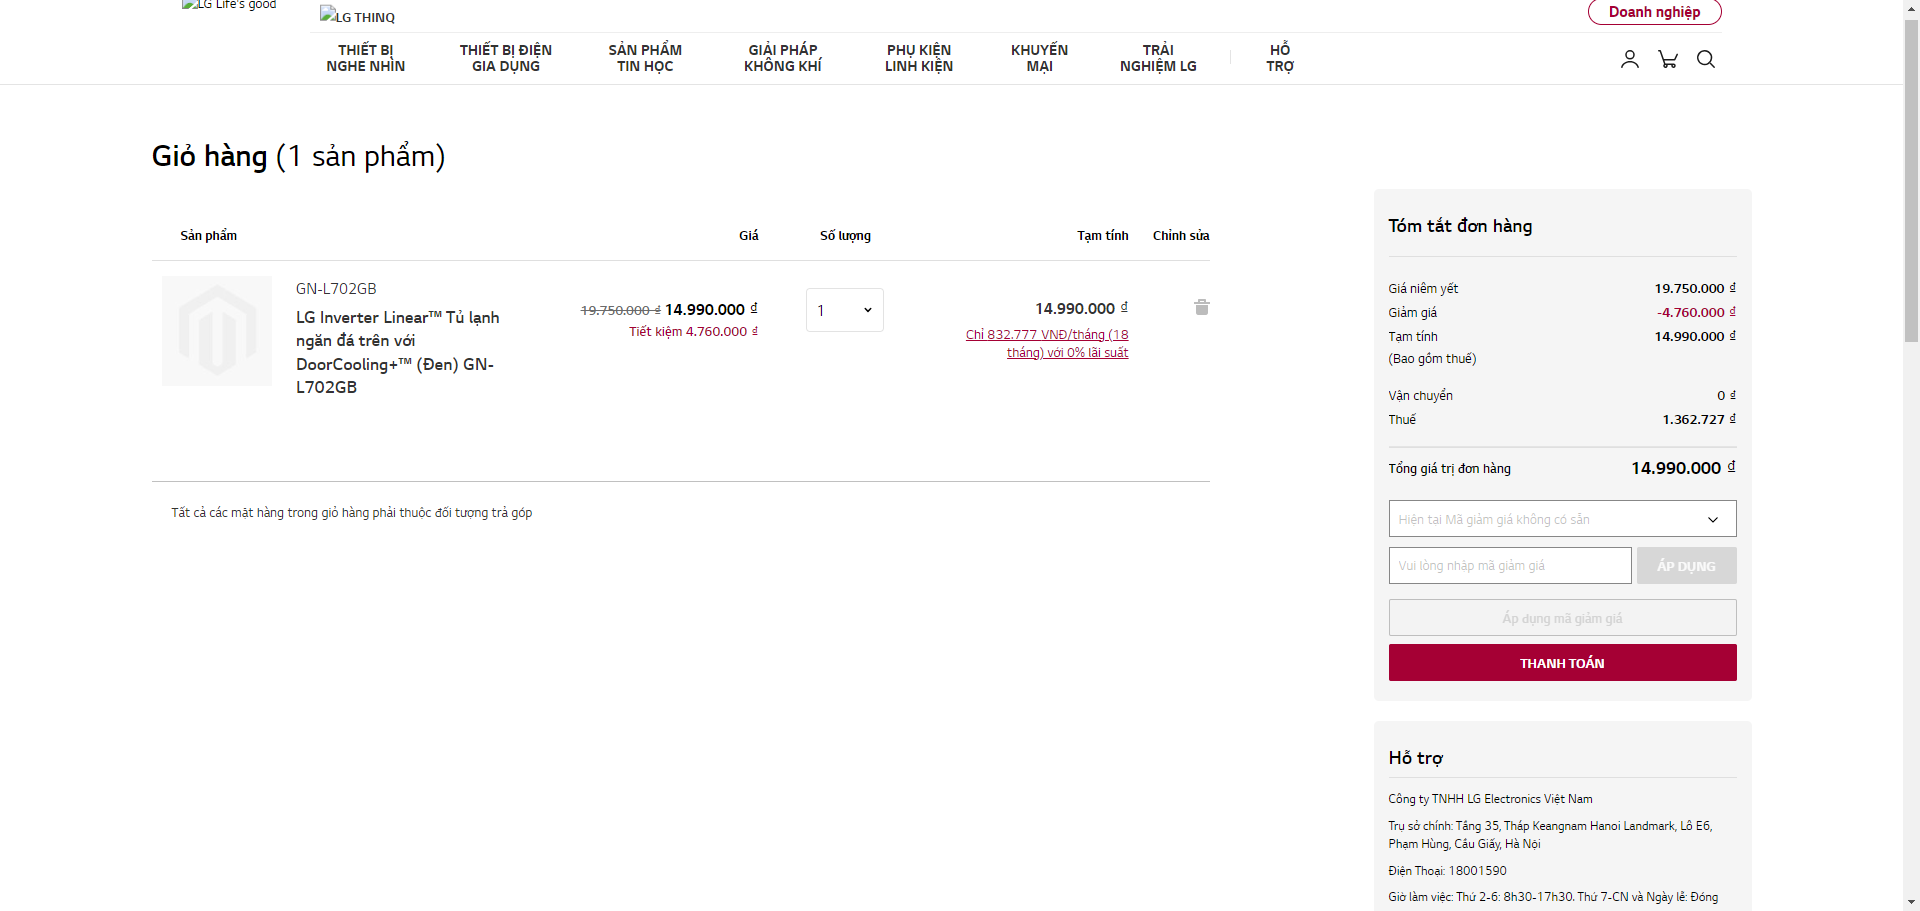 LG Life's good
LG THINQ
Doanh nghiệp
THIẾT BỊ
NGHE NHÌN
THIẾT BỊ ĐIỆN
GIA DỤNG
SẢN PHẨM
TIN HỌC
GIẢI PHÁP
KHÔNG KHÍ
PHỤ KIỆN
LINH KIỆN
KHUYẾN
MẠI
TRẢI
NGHIỆM LG
HỖ
TRỢ
Giỏ hàng (1 sản phẩm)
Sản phẩm Giá Số lượng Tạm tính Chỉnh sửa
GN-L702GB
LG Inverter Linear™ Tủ lạnh
ngăn đá trên với
DoorCooling+™ (Đen) GN-
L702GB
19.750.000 ₫ 14.990.000 ₫
Tiết kiệm 4.760.000 ₫
1
14.990.000 ₫
Chỉ 832.777 VNĐ/tháng (18
tháng) với 0% lãi suất
Tất cả các mặt hàng trong giỏ hàng phải thuộc đối tượng trả góp
Tóm tắt đơn hàng
Giá niêm yết 19.750.000 ₫
Giảm giá -4.760.000 ₫
Tạm tính 14.990.000 ₫
(Bao gồm thuế)
Vận chuyển 0 ₫
Thuế 1.362.727 ₫
Tổng giá trị đơn hàng 14.990.000 ₫
Hiện tại Mã giảm giá không có sẵn
Vui lòng nhập mã giảm giá ÁP DỤNG
Áp dụng mã giảm giá
THANH TOÁN
Hỗ trợ
Công ty TNHH LG Electronics Việt Nam
Trụ sở chính: Tầng 35, Tháp Keangnam Hanoi Landmark, Lô E6,
Phạm Hùng, Cầu Giấy, Hà Nội
Điện Thoại: 18001590
Giờ làm việc: Thứ 2-6: 8h30-17h30. Thứ 7-CN và Ngày lễ: Đóng